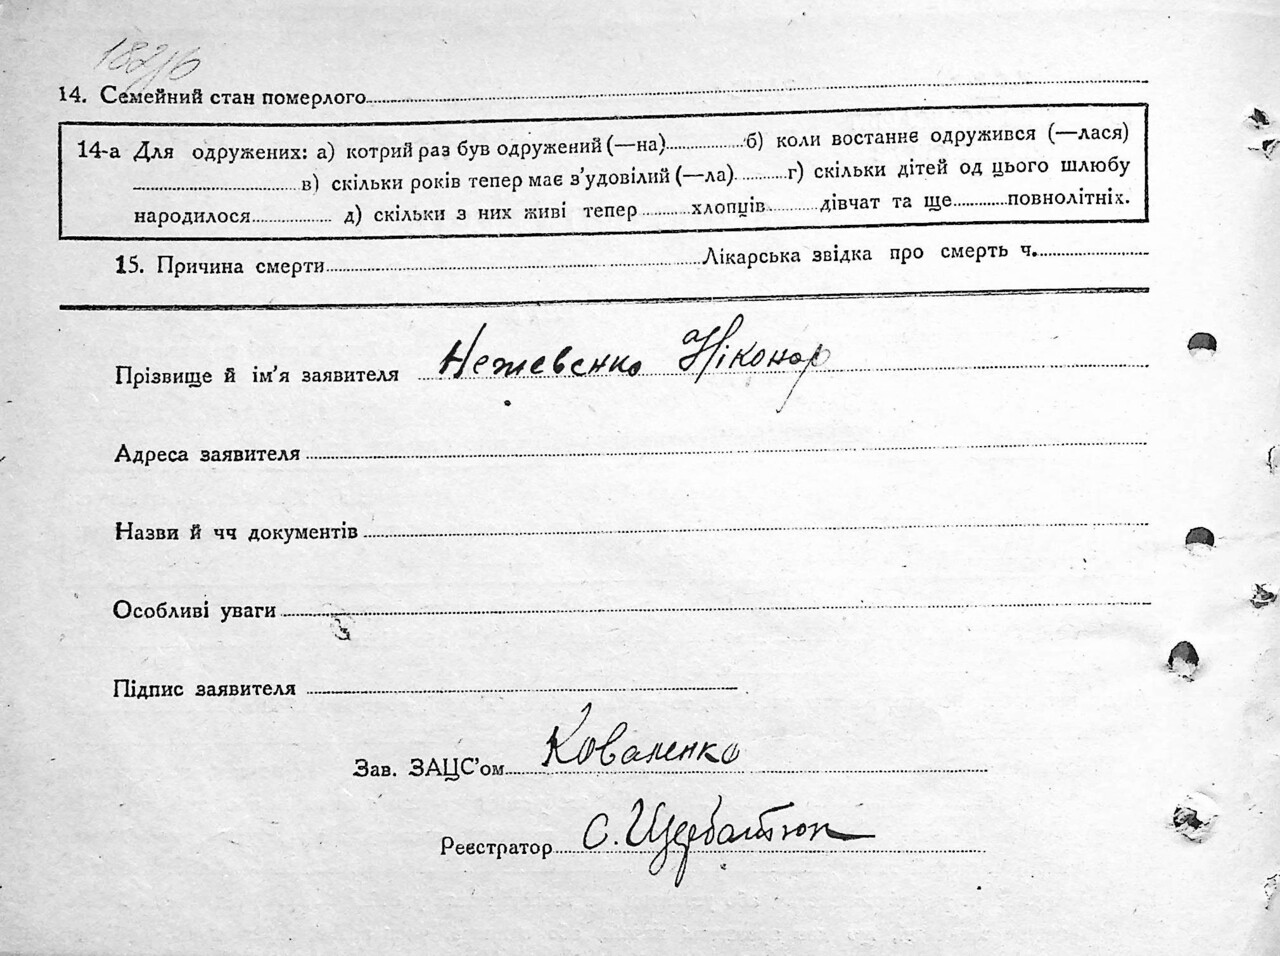 182/6
14. Семейний стан померлого
14-а Для одружених: а) котрий раз був одружений (—на) б) коли востаннє одружився (—лася)
в) скільки років тепер має з’удовілий (—ла) г) скільки дітей од цього шлюбу
народилося д) скільки з них живі тепер хлопців дівчат та ще повнолітніх.
15. Причина смерти Лікарська звідка про смерть ч.
Прізвище й ім’я заявителя Нежевенко Ніконор
Адреса заявителя
Назви й чч документів
Особливі уваги
Підпис заявителя
Зав. ЗАЦС’ом Коваленко
Реєстратор С.